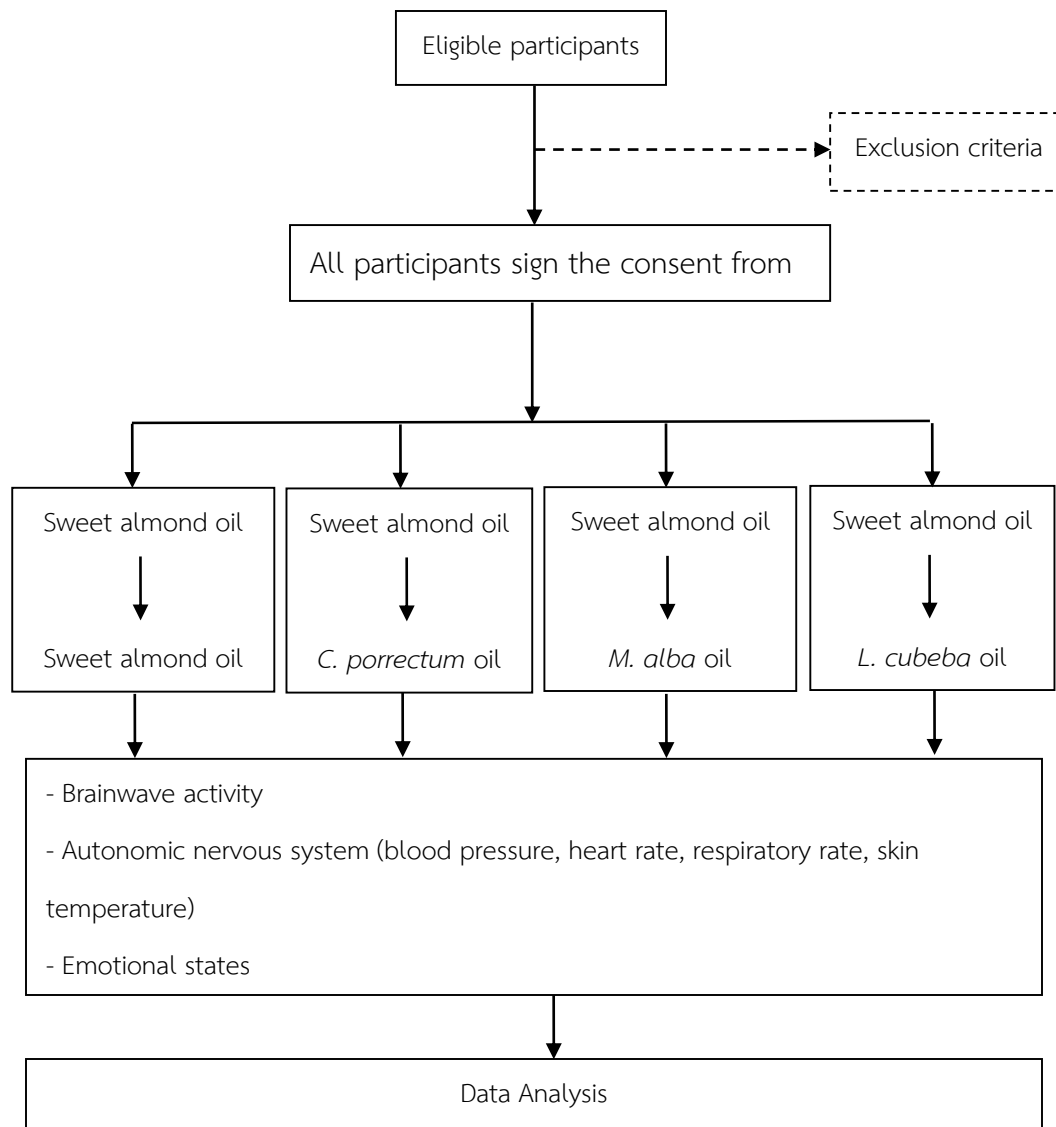 Eligible participants
Exclusion criteria
All participants sign the consent from
Sweet almond oil
Sweet almond oil
Sweet almond oil
C. porrectum oil
Sweet almond oil
M. alba oil
Sweet almond oil
L. cubeba oil
- Brainwave activity
- Autonomic nervous system (blood pressure, heart rate, respiratory rate, skin
temperature)
- Emotional states
Data Analysis